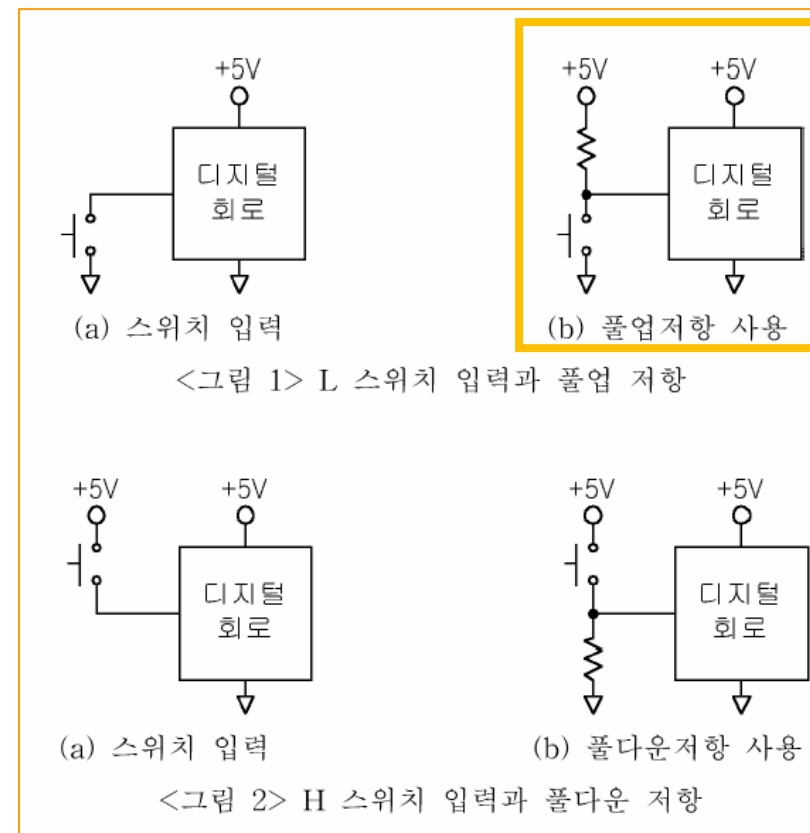 +5V
+5V +5V
디지털 회로
디지털 회로
(a) 스위치 입력
(b) 풀업저항 사용
<그림 1> L 스위치 입력과 풀업 저항
+5V +5V
+5V +5V
디지털 회로
디지털 회로
(a) 스위치 입력
(b) 풀다운저항 사용
<그림 2> H 스위치 입력과 풀다운 저항